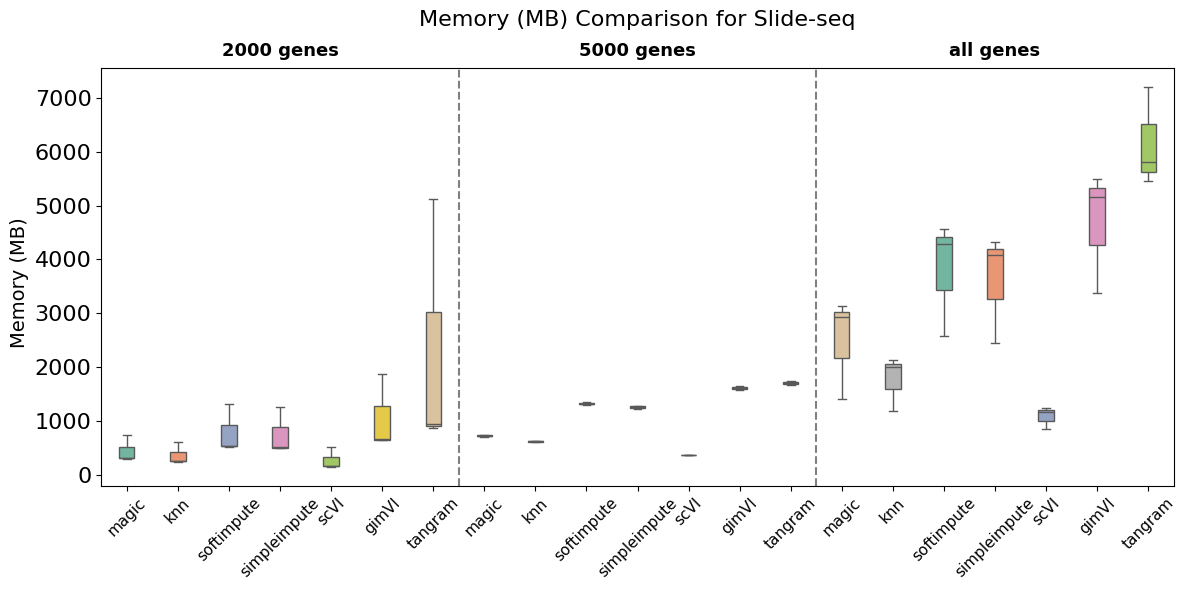 Memory (MB) Comparison for Slide-seq
2000 genes
5000 genes
all genes
Memory (MB)
7000
6000
5000
4000
3000
2000
1000
0
magic
knn
softimpute
simpleimpute
scVI
gimVI
tangram
magic
knn
softimpute
simpleimpute
scVI
gimVI
tangram
magic
knn
softimpute
simpleimpute
scVI
gimVI
tangram